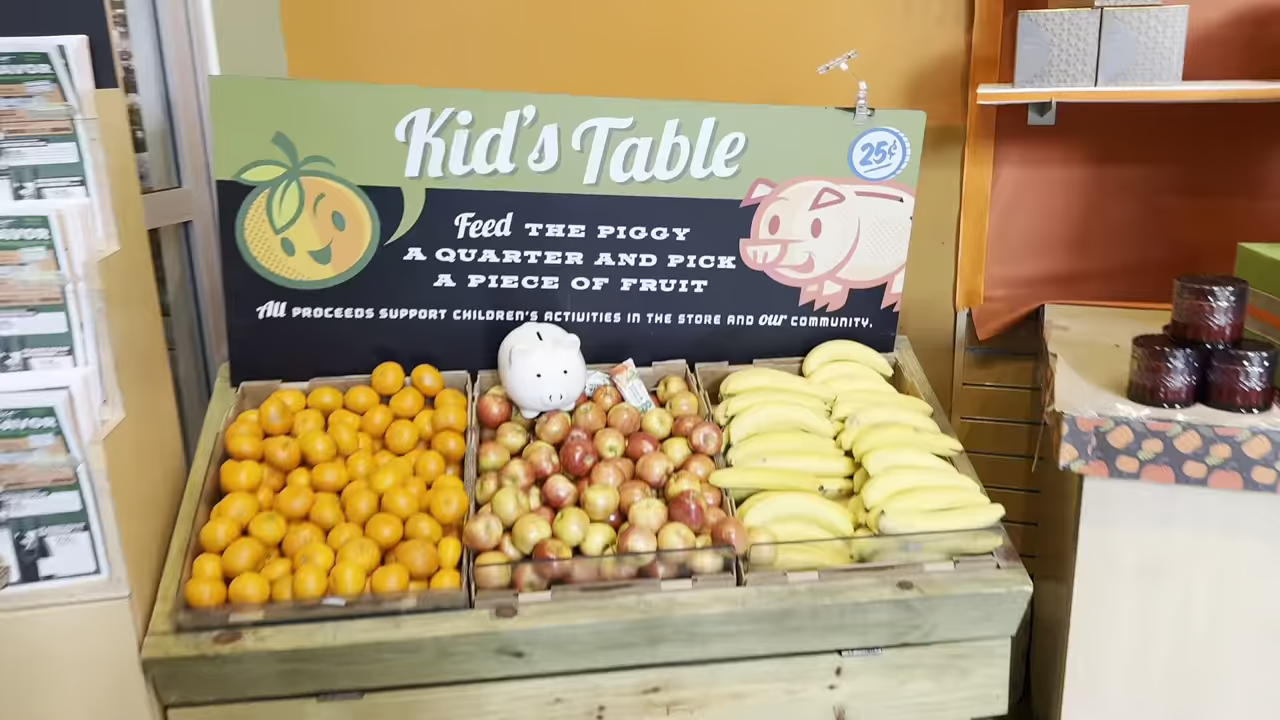 Kid's Table
25¢
Feed THE PIGGY
A QUARTER AND PICK
A PIECE OF FRUIT
All PROCEEDS SUPPORT CHILDREN'S ACTIVITIES IN THE STORE AND our COMMUNITY.